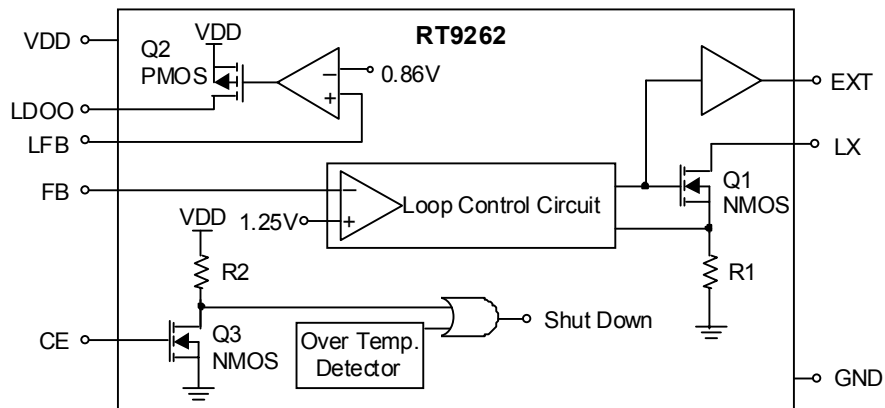 RT9262
VDD
VDD
Q2
PMOS
0.86V
EXT
LDOO
LFB
LX
Q1
NMOS
FB
Loop Control Circuit
1.25V
VDD
R2
R1
Shut Down
CE
Q3
NMOS
Over Temp.
Detector
GND